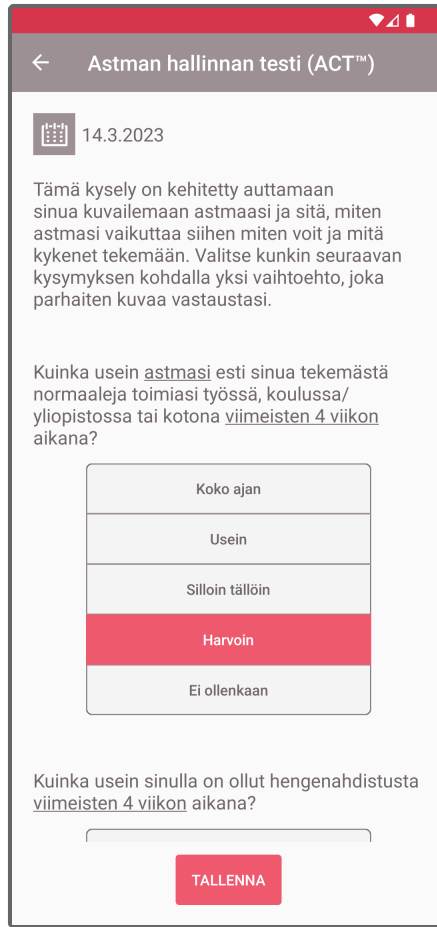 Astman hallinnan testi (ACT™)
14.3.2023
Tämä kysely on kehitetty auttamaan
sinua kuvailemaan astmaasi ja sitä, miten
astmasi vaikuttaa siihen miten voit ja mitä
kykenet tekemään. Valitse kunkin seuraavan
kysymyksen kohdalla yksi vaihtoehto, joka
parhaiten kuvaa vastaustasi.
Kuinka usein astmasi esti sinua tekemästä
normaaleja toimiasi työssä, koulussa/
yliopistossa tai kotona viimeisten 4 viikon
aikana?
Koko ajan
Usein
Silloin tällöin
Harvoin
Ei ollenkaan
Kuinka usein sinulla on ollut hengenahdistusta
viimeisten 4 viikon aikana?
TALLENNA